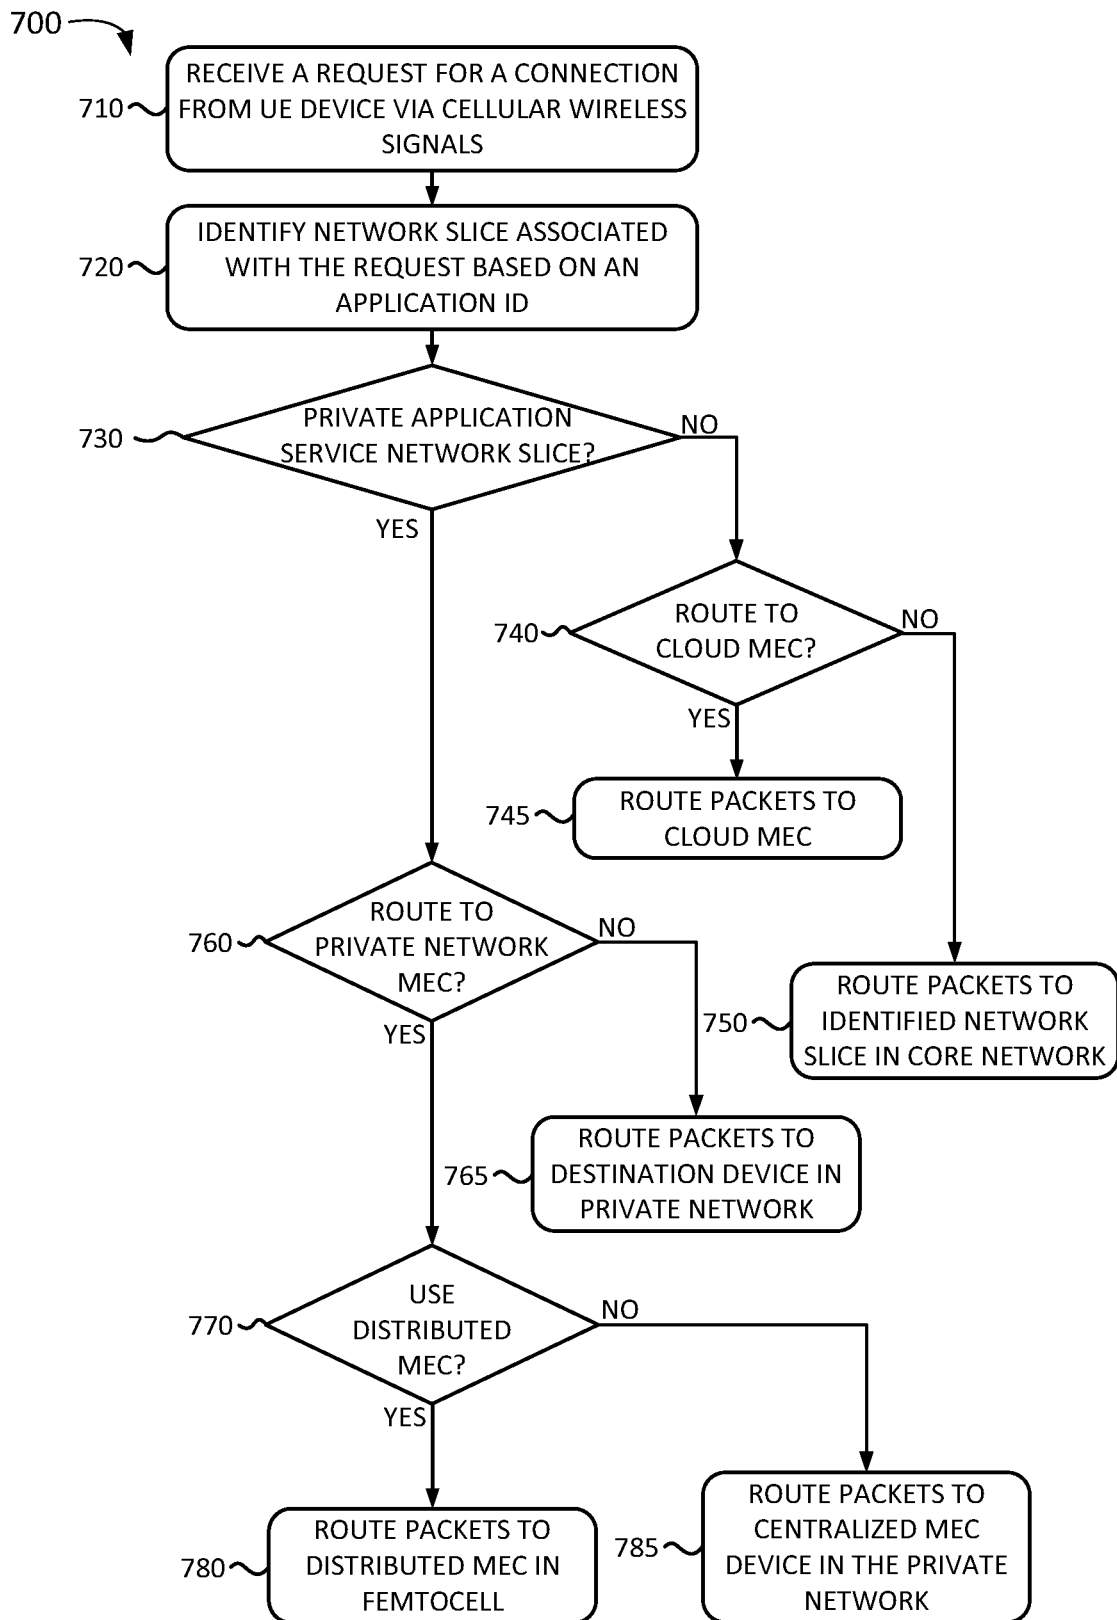 700
RECEIVE A REQUEST FOR A CONNECTION
FROM UE DEVICE VIA CELLULAR WIRELESS
SIGNALS
710
IDENTIFY NETWORK SLICE ASSOCIATED
WITH THE REQUEST BASED ON AN
APPLICATION ID
720
PRIVATE APPLICATION
SERVICE NETWORK SLICE?
730
NO
YES
ROUTE TO
CLOUD MEC?
740
NO
YES
ROUTE PACKETS TO
CLOUD MEC
745
ROUTE TO
PRIVATE NETWORK
MEC?
760
NO
YES
ROUTE PACKETS TO
IDENTIFIED NETWORK
SLICE IN CORE NETWORK
750
ROUTE PACKETS TO
DESTINATION DEVICE IN
PRIVATE NETWORK
765
USE
DISTRIBUTED
MEC?
770
NO
YES
ROUTE PACKETS TO
DISTRIBUTED MEC IN
FEMTOCELL
780
ROUTE PACKETS TO
CENTRALIZED MEC
DEVICE IN THE PRIVATE
NETWORK
785